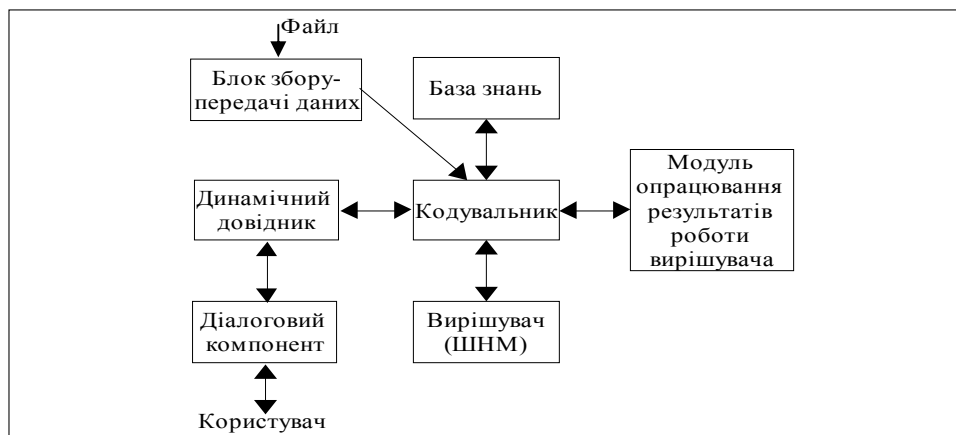 Файл
Блок збору-
передачі даних
База знань
Модуль
опрацювання
результатів
роботи
вирішувача
Динамічний
довідник
Кодувальник
Діалоговий
компонент
Вирішувач
(ШНМ)
Користувач